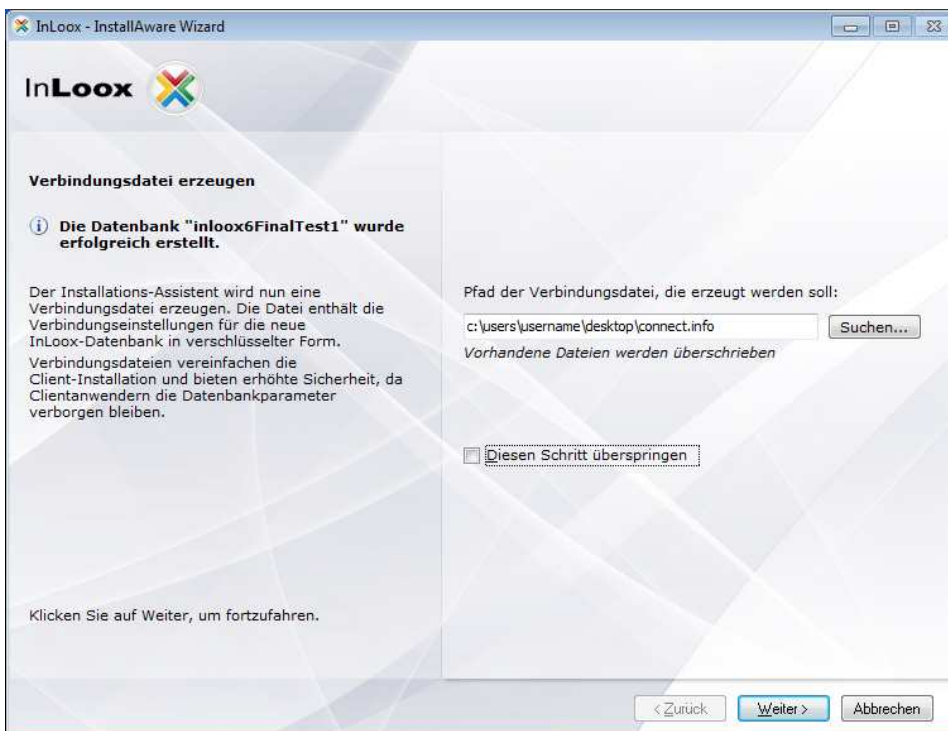 InLoox - InstallAware Wizard
InLoox
Verbindungsdatei erzeugen
Die Datenbank "inloox6FinalTest1" wurde
erfolgreich erstellt.
Der Installations-Assistent wird nun eine
Verbindungsdatei erzeugen. Die Datei enthält die
Verbindungseinstellungen für die neue
InLoox-Datenbank in verschlüsselter Form.
Verbindungsdateien vereinfachen die
Client-Installation und bieten erhöhte Sicherheit, da
Clientanwendern die Datenbankparameter
verborgen bleiben.
Klicken Sie auf Weiter, um fortzufahren.
Pfad der Verbindungsdatei, die erzeugt werden soll:
c:\users\username\desktop\connect.info
Suchen...
Vorhandene Dateien werden überschrieben
Diesen Schritt überspringen
< Zurück
Weiter >
Abbrechen